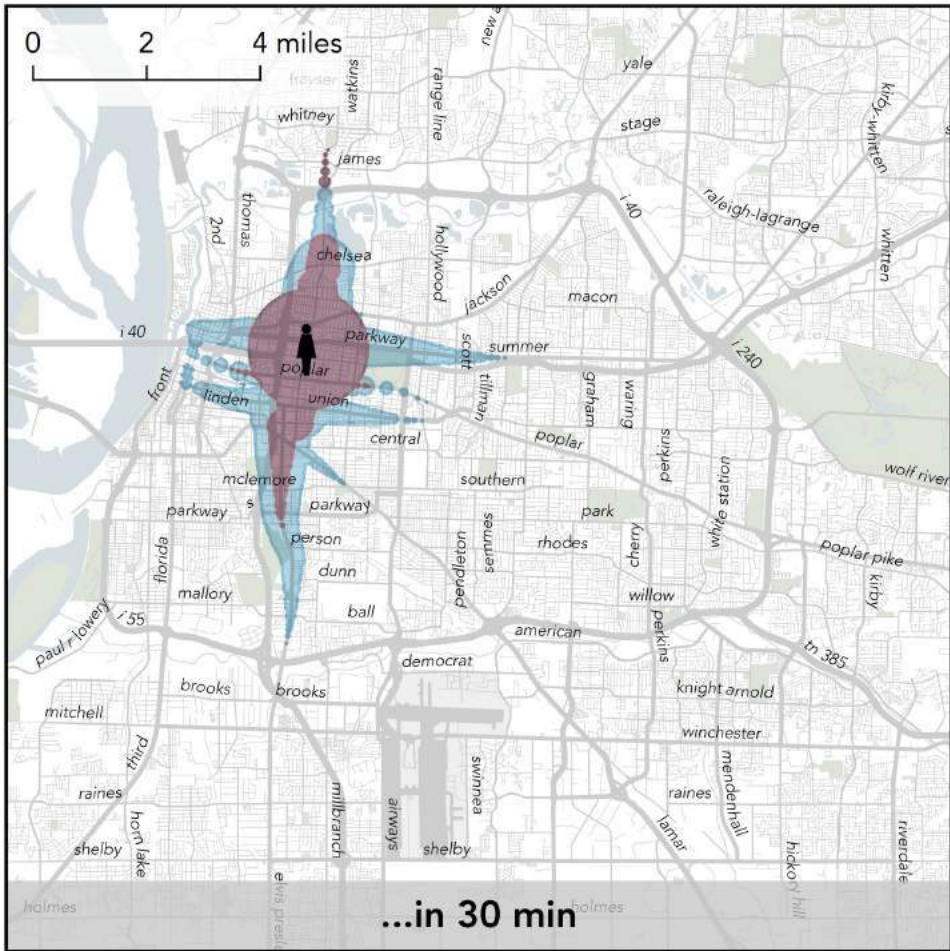 0 2 4 miles
new a
frayser
watkins
range line
yale
kirby-whitten
whitney
stage
james
thomas
2nd
i 40
raleigh-lagrange
whitten
hollywood
chelsea
jackson
macon
i 40
parkway
scott
summer
i 240
poplar
front
linden
union
tillman
graham
waring
central
poplar
perkins
white station
wolf river
mclemore
southern
parkway
s
parkway
park
florida
person
pendleton
semmes
rhodes
cherry
poplar pike
dunn
kirby
mallory
willow
ball
paul r lowery
i 55
american
perkins
tn 385
democrat
brooks
brooks
knight arnold
mitchell
winchester
third
swinnea
mendenhall
raines
horn lake
millbranch
airways
raines
lamar
shelby
shelby
hickory hill
riverdale
elvis presle
holmes
...in 30 min
holmes